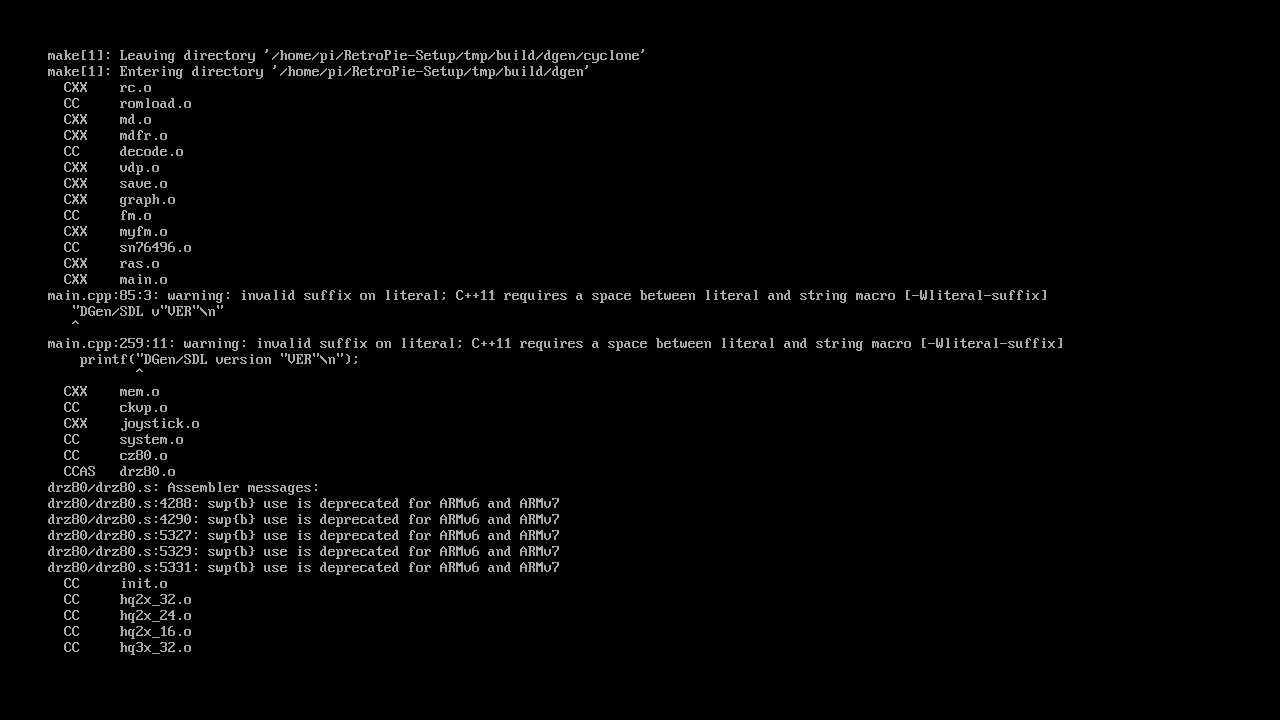 make[1]: Leaving directory '/home/pi/RetroPie-Setup/tmp/build/dgen/cyclone'
make[1]: Entering directory '/home/pi/RetroPie-Setup/tmp/build/dgen'
  CXX    rc.o
  CC     romload.o
  CXX    md.o
  CXX    mdfr.o
  CC     decode.o
  CXX    vdp.o
  CXX    save.o
  CXX    graph.o
  CC     fm.o
  CXX    myfm.o
  CC     sn76496.o
  CXX    ras.o
  CXX    main.o
main.cpp:85:3: warning: invalid suffix on literal; C++11 requires a space between literal and string macro [-Wliteral-suffix]
   "DGen/SDL v"VER"\n"
   ^
main.cpp:259:11: warning: invalid suffix on literal; C++11 requires a space between literal and string macro [-Wliteral-suffix]
    printf("DGen/SDL version "VER"\n");
           ^
  CXX    mem.o
  CC     ckvp.o
  CXX    joystick.o
  CC     system.o
  CC     cz80.o
  CCAS   drz80.o
drz80/drz80.s: Assembler messages:
drz80/drz80.s:4288: swp{b} use is deprecated for ARMv6 and ARMv7
drz80/drz80.s:4290: swp{b} use is deprecated for ARMv6 and ARMv7
drz80/drz80.s:5327: swp{b} use is deprecated for ARMv6 and ARMv7
drz80/drz80.s:5329: swp{b} use is deprecated for ARMv6 and ARMv7
drz80/drz80.s:5331: swp{b} use is deprecated for ARMv6 and ARMv7
  CC     init.o
  CC     hq2x_32.o
  CC     hq2x_24.o
  CC     hq2x_16.o
  CC     hq3x_32.o